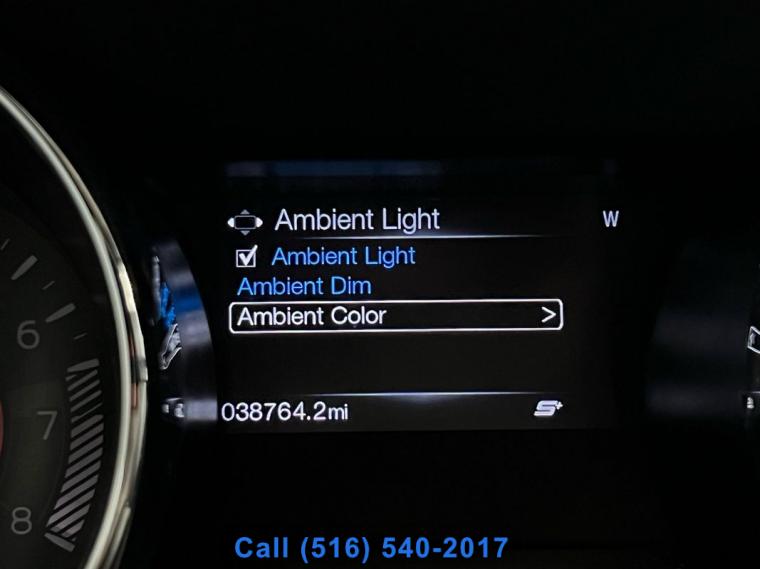 Ambient Light W
Ambient Light
Ambient Dim
Ambient Color >
038764.2mi S+
6
7
8
Call (516) 540-2017